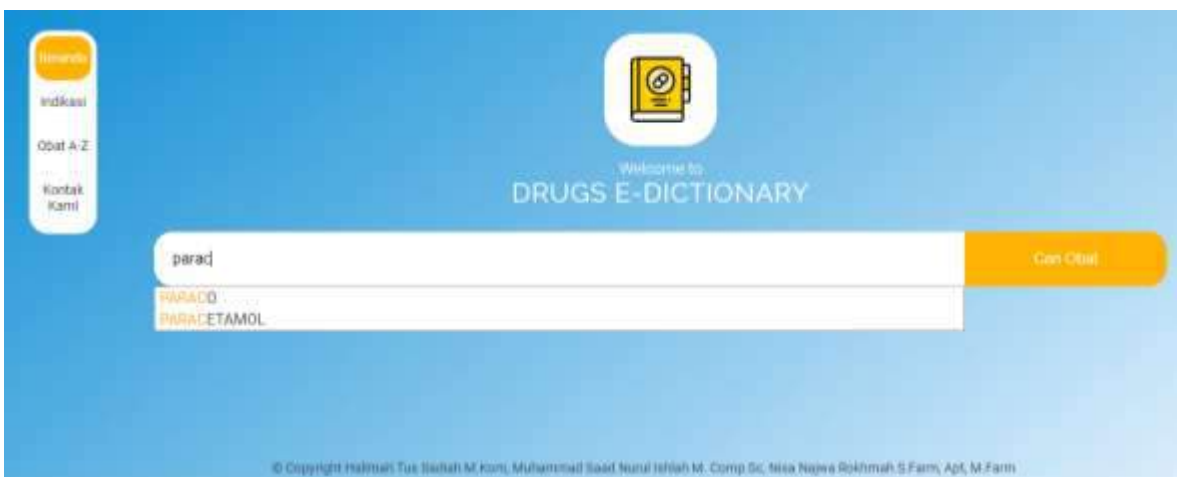 Beranda
Indikasi
Obat A-Z
Kontak
Kami
Welcome to
DRUGS E-DICTIONARY
parac
Cari Obat
PARACO
PARACETAMOL
© Copyright Halimah Tus M.Kom, Muhammad Saad Nurul Ishlah M. Comp Sc, Nisa Najwa Rokhmah S.Farm, Apt, M.Farm